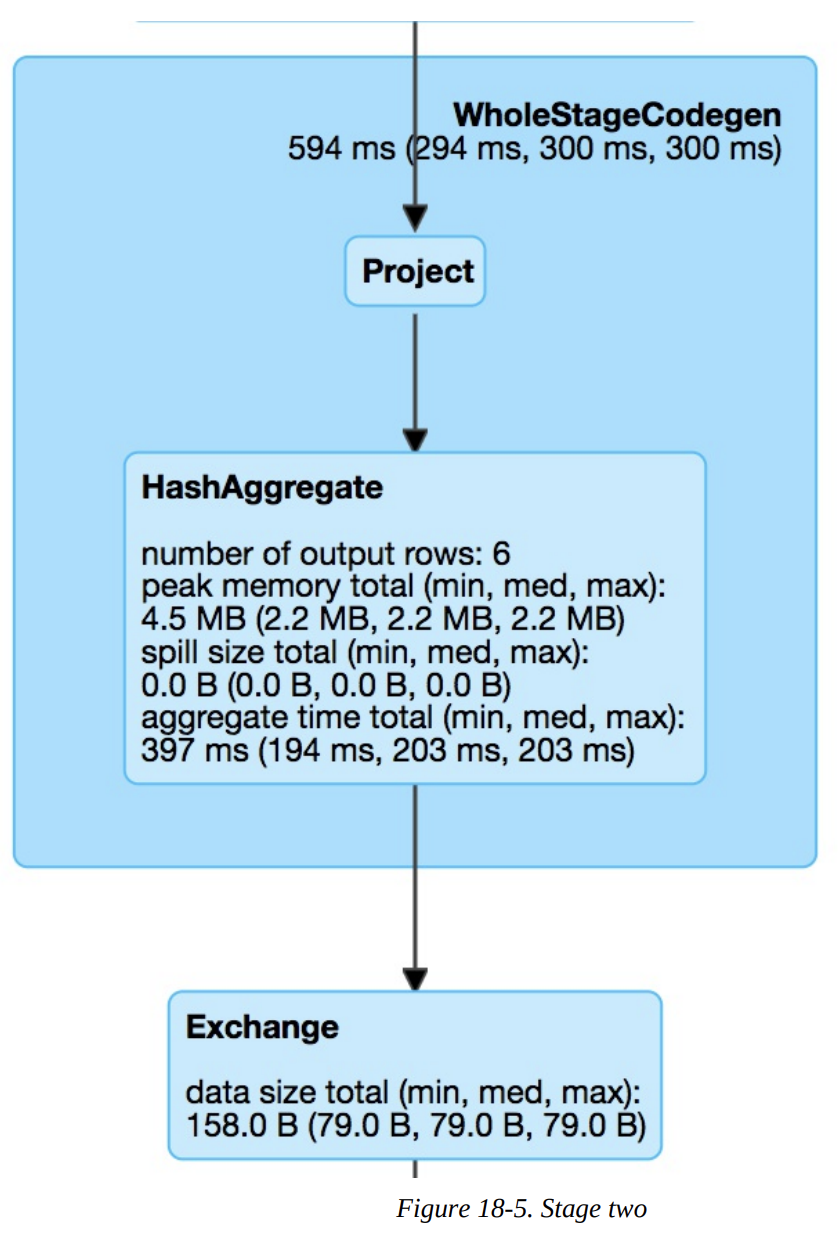 WholeStageCodegen
594 ms (294 ms, 300 ms, 300 ms)
Project
HashAggregate
number of output rows: 6
peak memory total (min, med, max):
4.5 MB (2.2 MB, 2.2 MB, 2.2 MB)
spill size total (min, med, max):
0.0 B (0.0 B, 0.0 B, 0.0 B)
aggregate time total (min, med, max):
397 ms (194 ms, 203 ms, 203 ms)
Exchange
data size total (min, med, max):
158.0 B (79.0 B, 79.0 B, 79.0 B)
Figure 18-5. Stage two